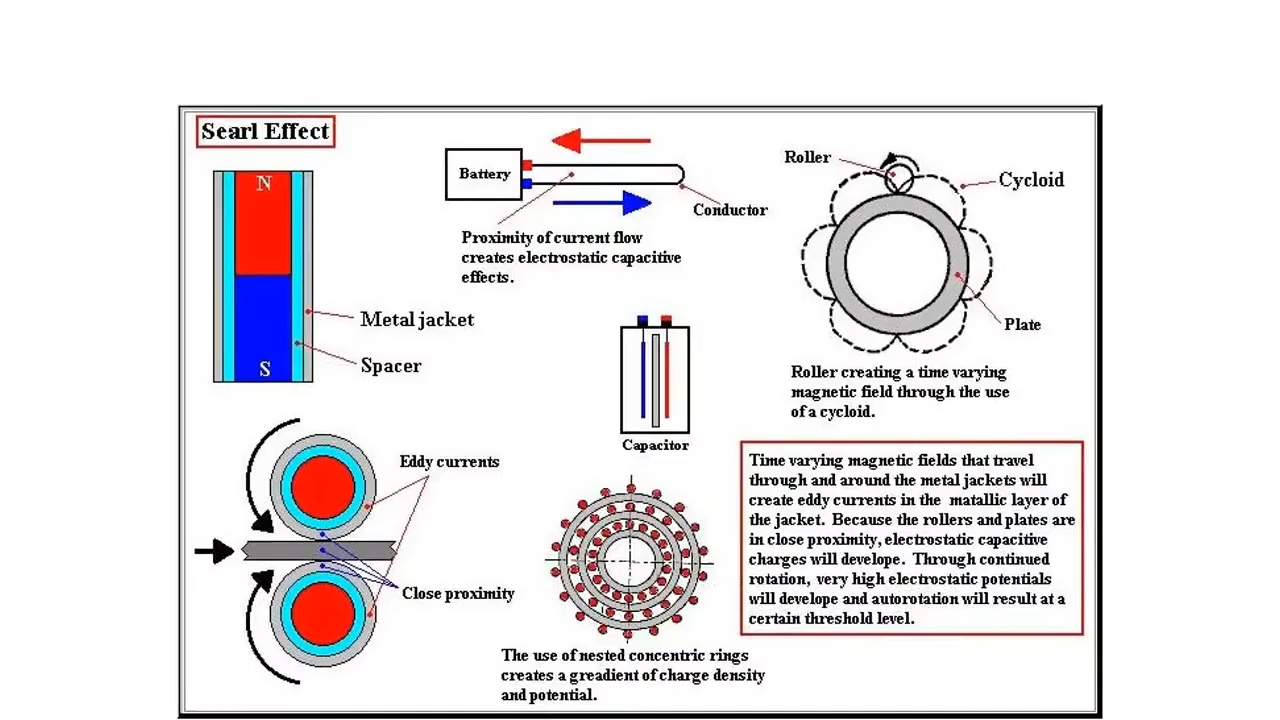 Searl Effect
N
S
Metal jacket
Spacer
Battery
Conductor
Proximity of current flow
creates electrostatic capacitive
effects.
Roller
Cycloid
Plate
Roller creating a time varying
magnetic field through the use
of a cycloid.
Capacitor
Eddy currents
Close proximity
The use of nested concentric rings
creates a greadient of charge density
and potential.
Time varying magnetic fields that travel
through and around the metal jackets will
create eddy currents in the matallic layer of
the jacket. Because the rollers and plates are
in close proximity, electrostatic capacitive
charges will develope. Through continued
rotation, very high electrostatic potentials
will develope and autorotation will result at a
certain threshold level.